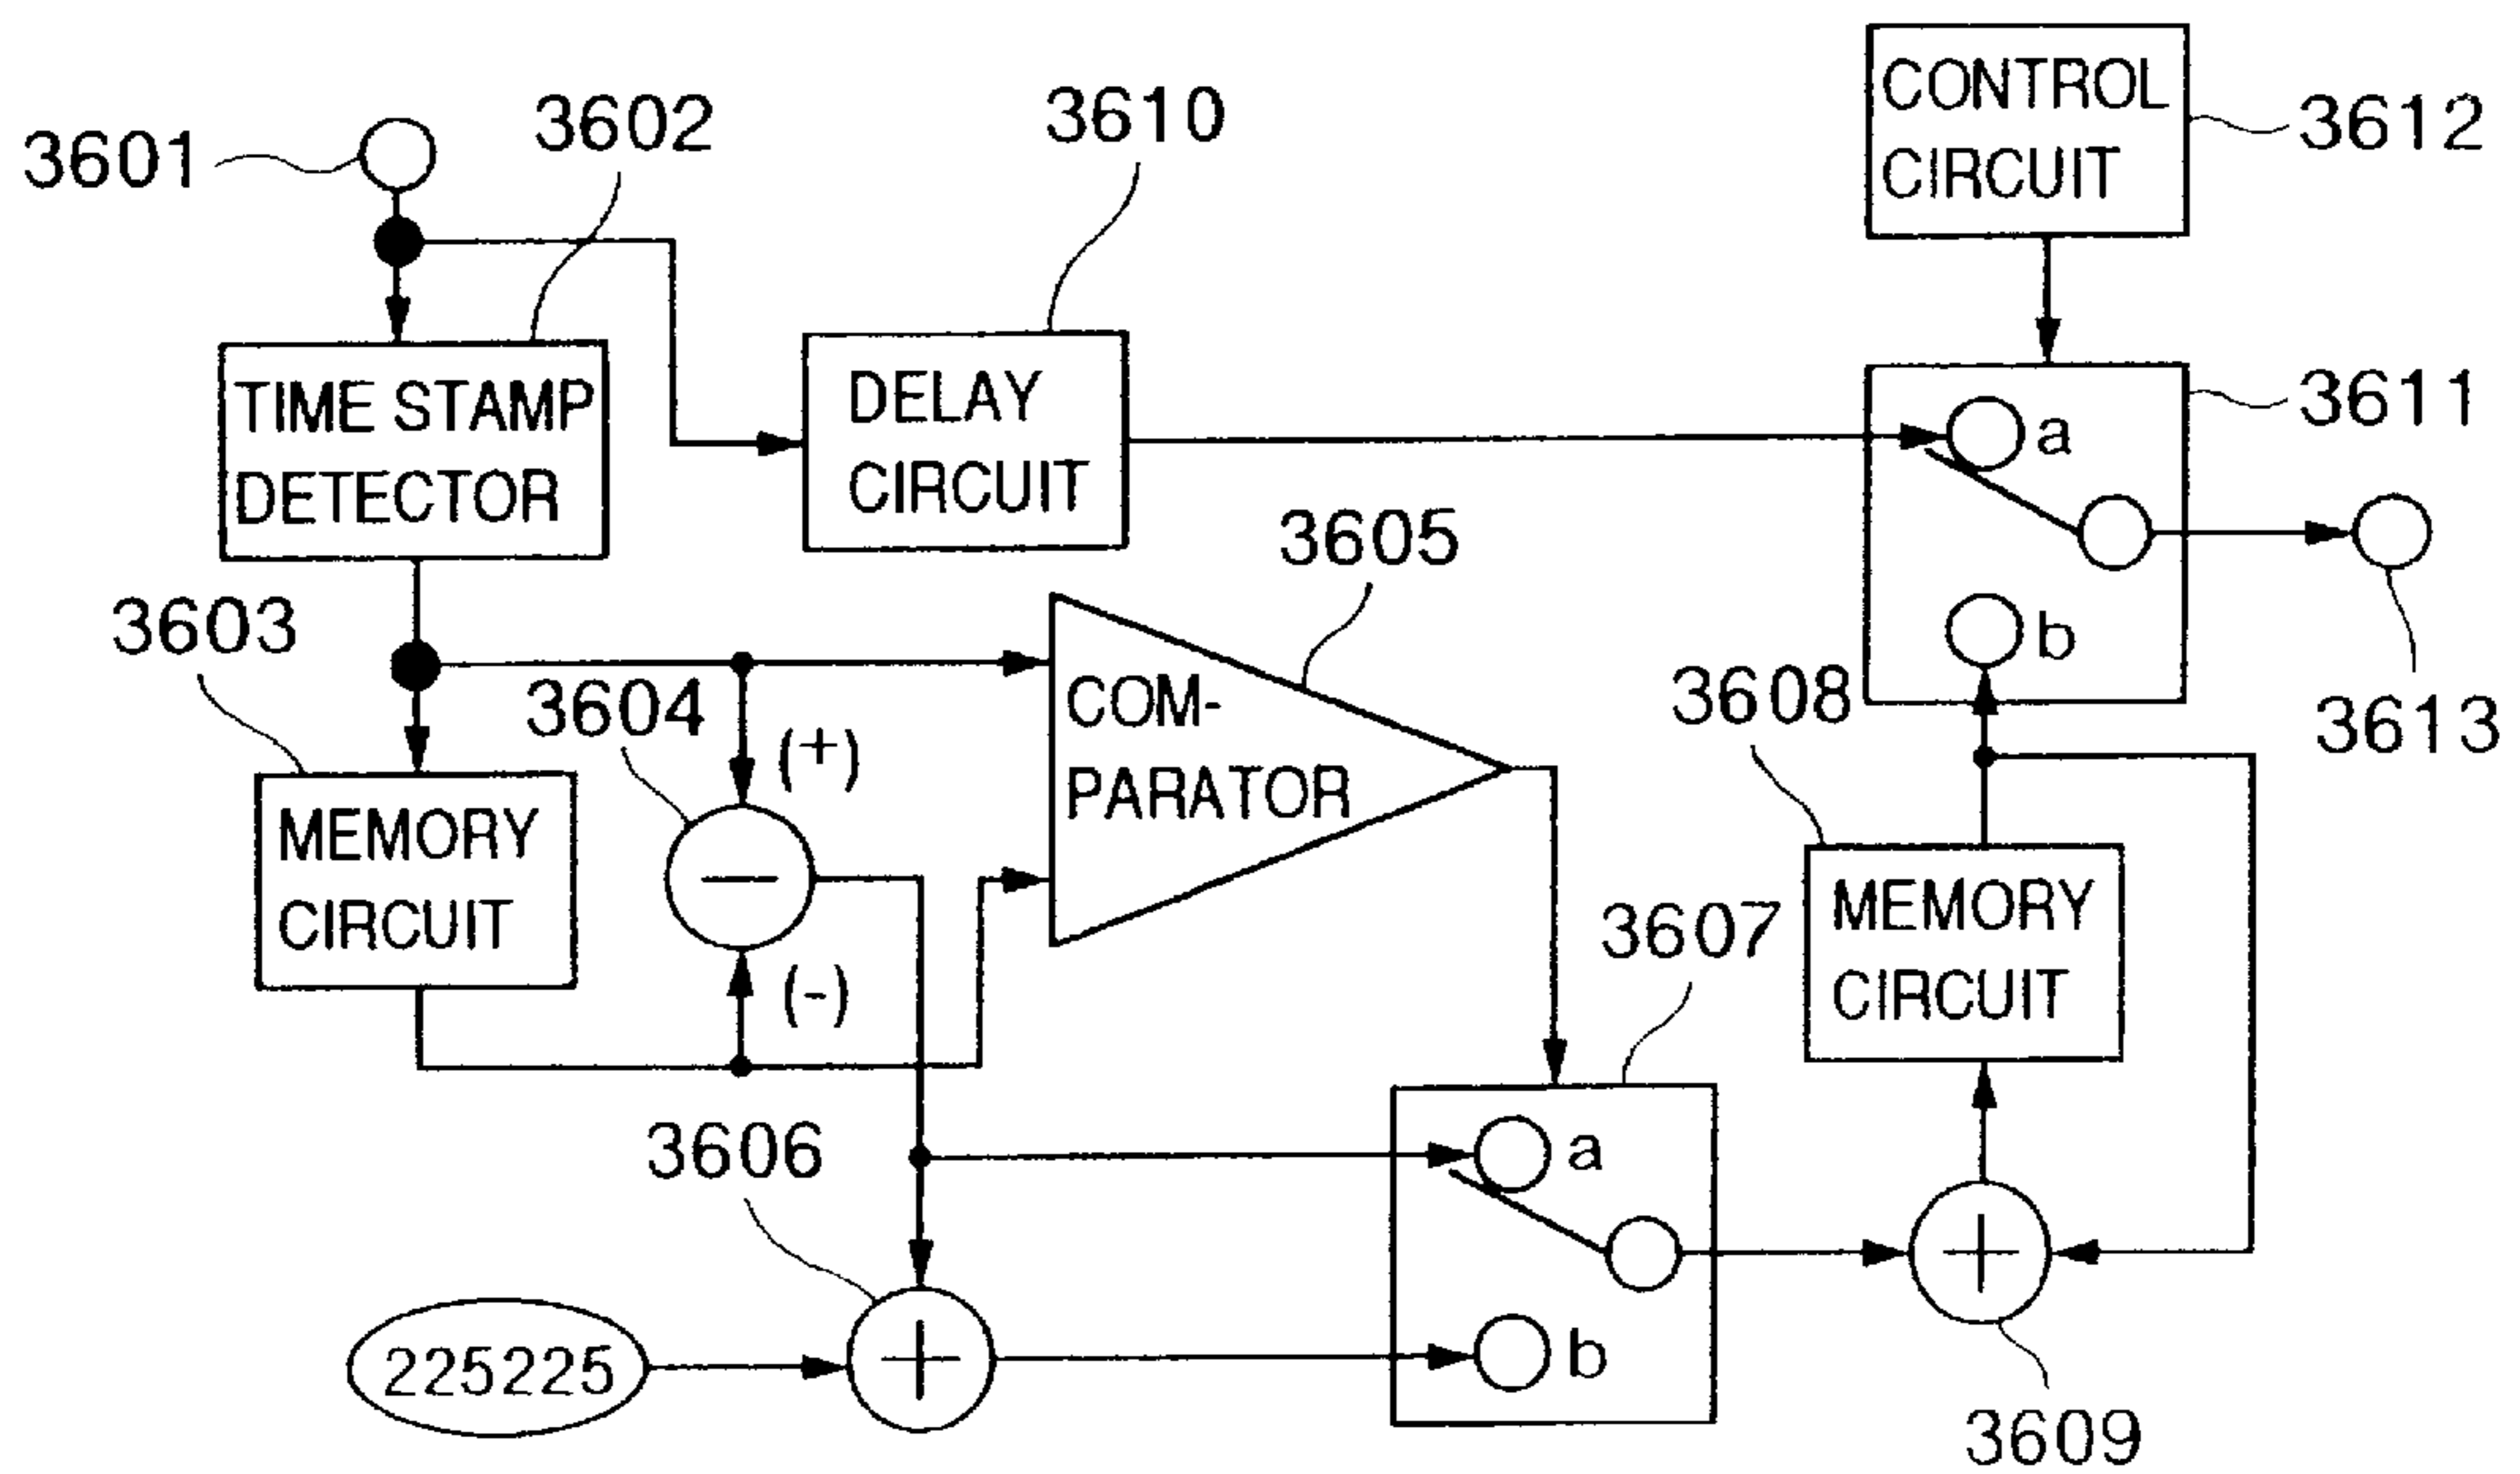 CONTROL
CIRCUIT
3612
3601
3602
3610
TIME STAMP
DETECTOR
DELAY
CIRCUIT
a
b
3611
3613
3605
3603
3604
(+)
COM-
PARATOR
3608
MEMORY
CIRCUIT
(-)
MEMORY
CIRCUIT
3607
3606
a
b
225225
3609